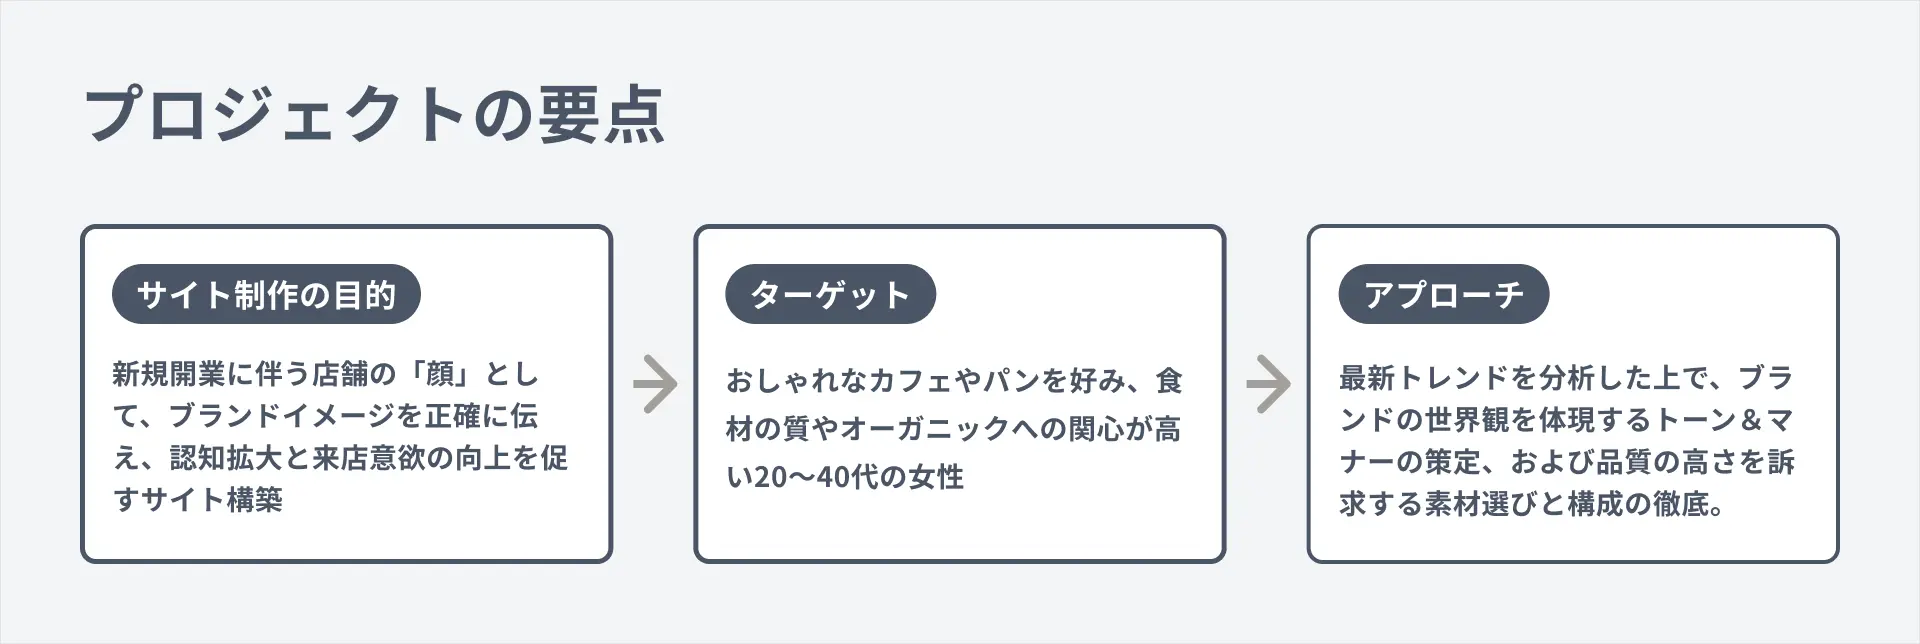 プロジェクトの要点
サイト制作の目的
新規開業に伴う店舗の「顔」とし
て、ブランドイメージを正確に伝
え、認知拡大と来店意欲の向上を促
すサイト構築
ターゲット
おしゃれなカフェやパンを好み、食
材の質やオーガニックへの関心が高
い20〜40代の女性
アプローチ
最新トレンドを分析した上で、ブラ
ンドの世界観を体現するトーン＆マ
ナーの策定、および品質の高さを訴
求する素材選びと構成の徹底。